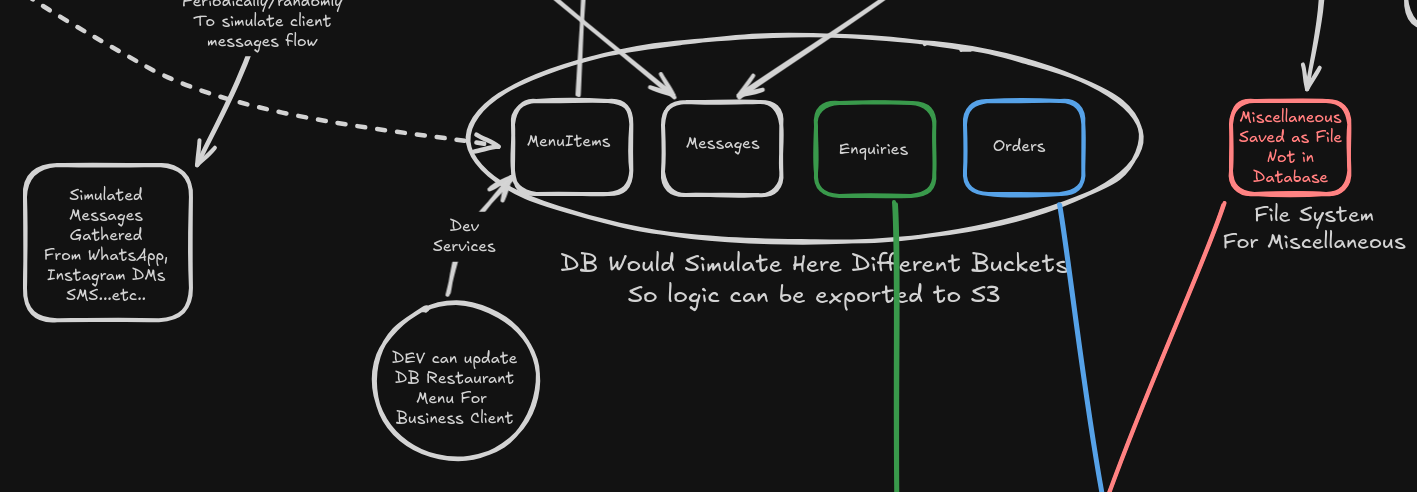 Periodically/randomly
To simulate client
messages flow
MenuItems
Messages
Enquiries
Orders
Miscellaneous
Saved as File
Not in
Database
File System
For Miscellaneous
Simulated
Messages
Gathered
From WhatsApp,
Instagram DMs
SMS...etc..
Dev
Services
DB Would Simulate Here Different Buckets
So logic can be exported to S3
DEV can update
DB Restaurant
Menu For
Business Client